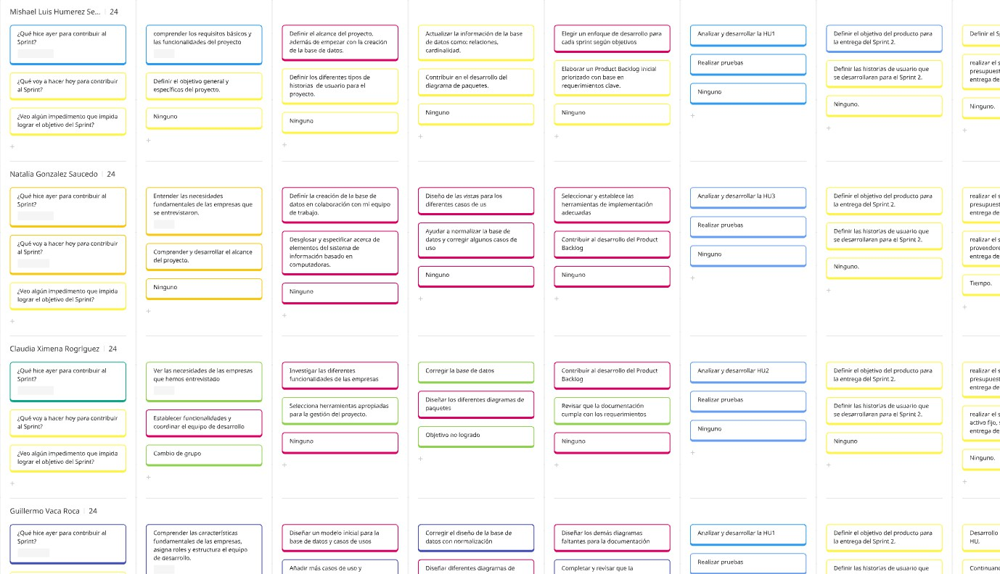 Mishael Luis Humerez Se... 24
¿Qué hice ayer para contribuir al
Sprint?
¿Qué voy a hacer hoy para contribuir
al Sprint?
¿Veo algún impedimento que impida
lograr el objetivo del Sprint?
comprender los requisitos básicos y
las funcionalidades del proyecto
Definir el objetivo general y
específicos del proyecto.
Ninguno
Definir el alcance del proyecto,
además de empezar con la creación
de la base de datos.
Definir los diferentes tipos de
historias de usuario para el
proyecto.
Ninguno
Actualizar la información de la base
de datos como: relaciones,
cardinalidad.
Contribuir en el desarrollo del
diagrama de paquetes.
Ninguno
Elegir un enfoque de desarrollo para
cada sprint según objetivos
Elaborar un Product Backlog inicial
priorizado con base en
requerimientos clave.
Ninguno
Analizar y desarrollar la HU1
Realizar pruebas
Ninguno
Definir el objetivo del producto para
la entrega del Sprint 2.
Definir las historias de usuario que
se desarrollaran para el Sprint 2.
Ninguno.
Definir el
realizar el s
presupuest
entrega de
Ninguno.
Natalia Gonzalez Saucedo 24
¿Qué hice ayer para contribuir al
Sprint?
¿Qué voy a hacer hoy para contribuir
al Sprint?
¿Veo algún impedimento que impida
lograr el objetivo del Sprint?
Entender las necesidades
fundamentales de las empresas que
se entrevistaron.
Comprender y desarrollar el alcance
del proyecto.
Ninguno
Definir la creación de la base de
datos en colaboración con mi equipo
de trabajo.
Desglosar y especificar acerca de
elementos del sistema de
información basado en
computadoras.
Ninguno
Diseño de las vistas para los
diferentes casos de us
Ayudar a normalizar la base de
datos y corregir algunos casos de
uso
Ninguno
Seleccionar y establece las
herramientas de implementación
adecuadas
Contribuir al desarrollo del Product
Backlog
Ninguno
Analizar y desarrollar la HU3
Realizar pruebas
Ninguno
Definir el objetivo del producto para
la entrega del Sprint 2.
Definir las historias de usuario que
se desarrollaran para el Sprint 2.
Ninguno.
realizar el s
presupuest
entrega de
realizar el s
proveedore
entrega de
Tiempo.
Claudia Ximena Rogriguez 24
¿Qué hice ayer para contribuir al
Sprint?
¿Qué voy a hacer hoy para contribuir
al Sprint?
¿Veo algún impedimento que impida
lograr el objetivo del Sprint?
Ver las necesidades de las empresas
que hemos entrevistado
Establecer funcionalidades y
coordinar el equipo de desarrollo
Cambio de grupo
Investigar las diferentes
funcionalidades de las empresas
Selecciona herramientas apropiadas
para la gestión del proyecto.
Ninguno
Corregir la base de datos
Diseñar los diferentes diagramas de
paquetes
Objetivo no logrado
Contribuir al desarrollo del Product
Backlog
Revisar que la documentación
cumpla con los requerimientos
Ninguno
Analizar y desarrollar HU2
Realizar pruebas
Ninguno
Definir el objetivo del producto para
la entrega del Sprint 2.
Definir las historias de usuario que
se desarrollaran para el Sprint 2.
Ninguno
realizar el s
presupuest
entrega de
realizar el s
activo fijo, s
entrega de
Ninguno.
Guillermo Vaca Roca 24
¿Qué hice ayer para contribuir al
Sprint?
Comprender las características
fundamentales de las empresas,
asigna roles y estructura el equipo
de desarrollo.
Diseñar un modelo inicial para la
base de datos y casos de usos
Añadir más casos de uso y
Corregir el diseño de la base de
datos con normalización
Diseñar diferentes diagramas de
Diseñar los demás diagramas
faltantes para la documentación
Completar y revisar que la
Analizar y desarrollar la HU1
Realizar pruebas
Definir el objetivo del producto para
la entrega del Sprint 2.
Definir las historias de usuario que
Desarrollo
HU.
Continuand